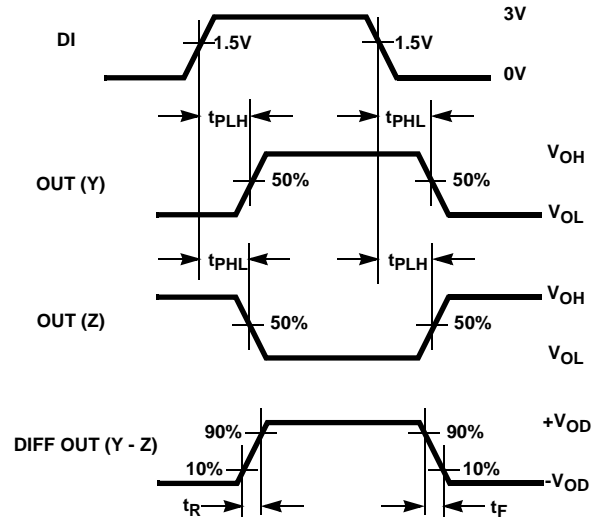 3V
DI
1.5V
1.5V
0V
tPLH
tPHL
VOH
OUT (Y)
50%
50%
VOL
tPHL
tPLH
VOH
OUT (Z)
50%
50%
VOL
+VOD
DIFF OUT (Y - Z)
90%
90%
10%
10%
-VOD
tR
tF